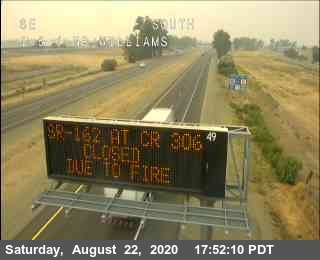 SE SOUTH
WILLIAMS
SR-162 AT CR 306
CLOSED
DUE TO FIRE
49
Saturday, August 22, 2020 17:52:10 PDT